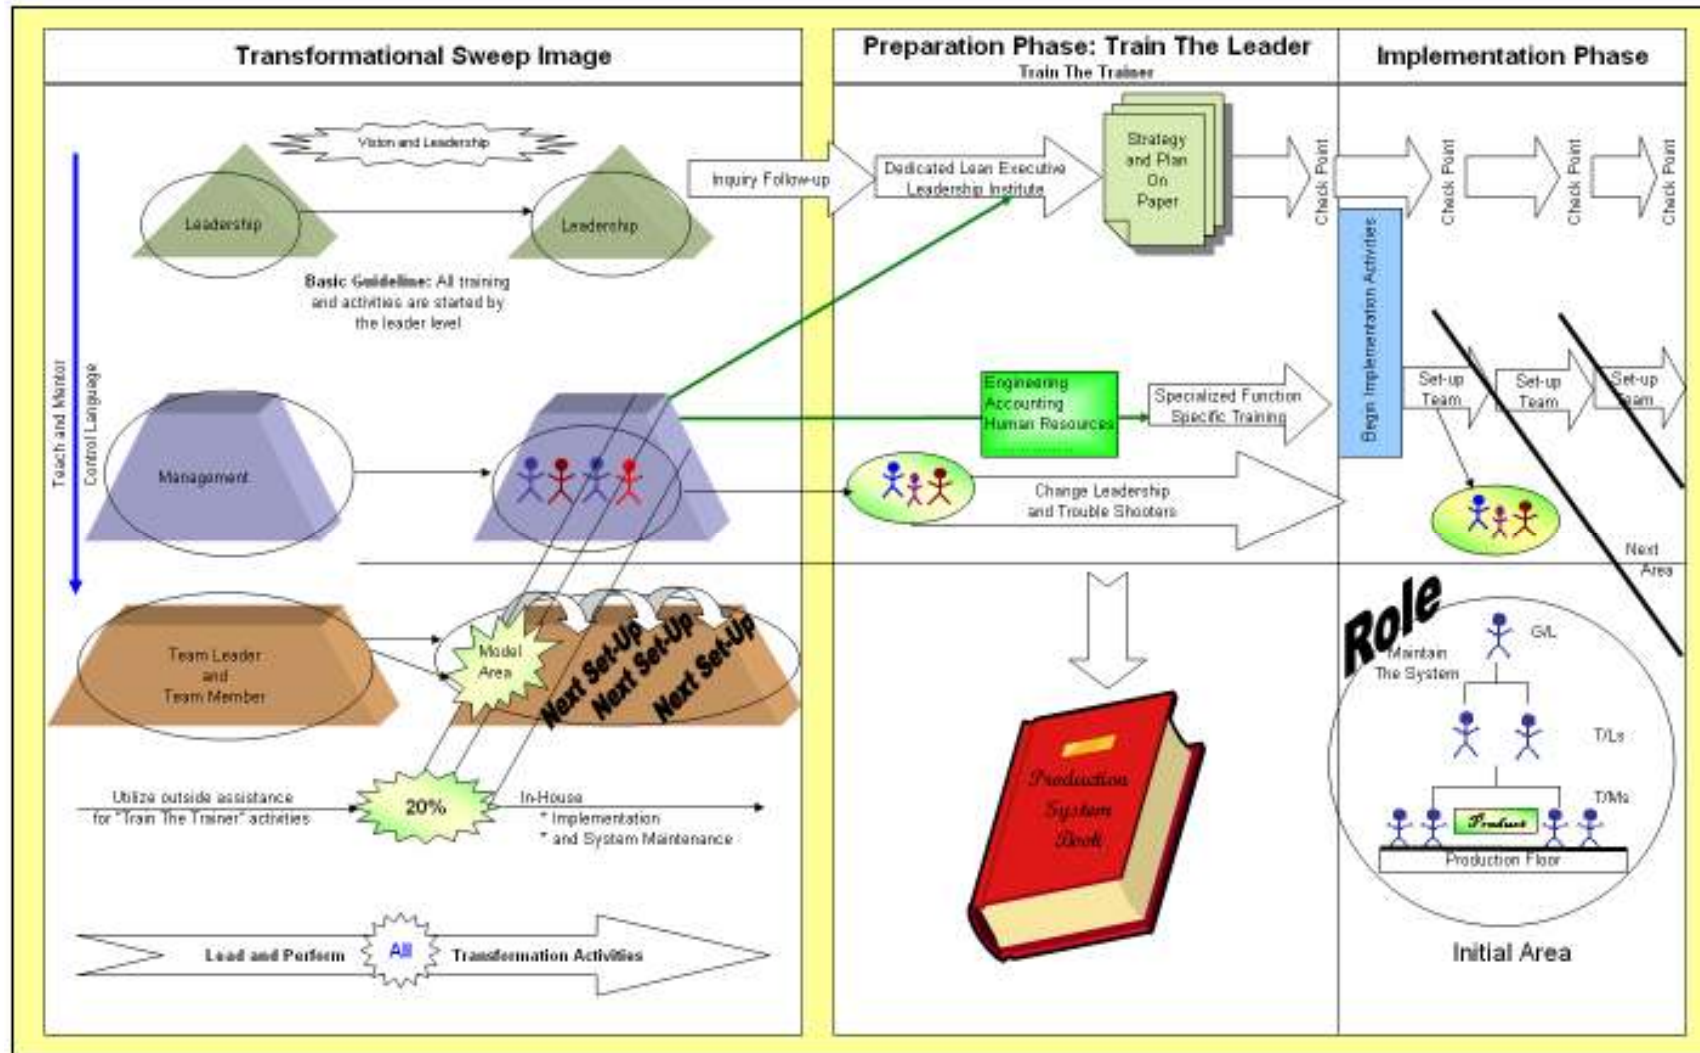 Transformational Sweep Image
Preparation Phase: Train The Leader
Train The Trainer
Implementation Phase
Vision and Leadership
Leadership
Leadership
Basic Guideline: All training
and activities are started by
the leader level
Inquiry Follow-up
Dedicated Lean Executive
Leadership Institute
Strategy
and Plan
On
Paper
Check Point
Check Point
Check Point
Check Point
Teach and Mentor
Control Language
Begin Implementation Activities
Management
Engineering
Accounting
Human Resources
..............
Specialized Function
Specific Training
Set-up
Team
Set-up
Team
Set-up
Team
Change Leadership
and Trouble Shooters
Next
Area
Team Leader
and
Team Member
Model
Area
Next Set-Up
Next Set-Up
Next Set-Up
Utilize outside assistance
for "Train The Trainer" activities
20%
In-House
* Implementation
* and System Maintenance
Lead and Perform
All
Transformation Activities
Production
System
Book
Role
Maintain
The System
G/L
T/Ls
T/Ms
Product
Production Floor
Initial Area